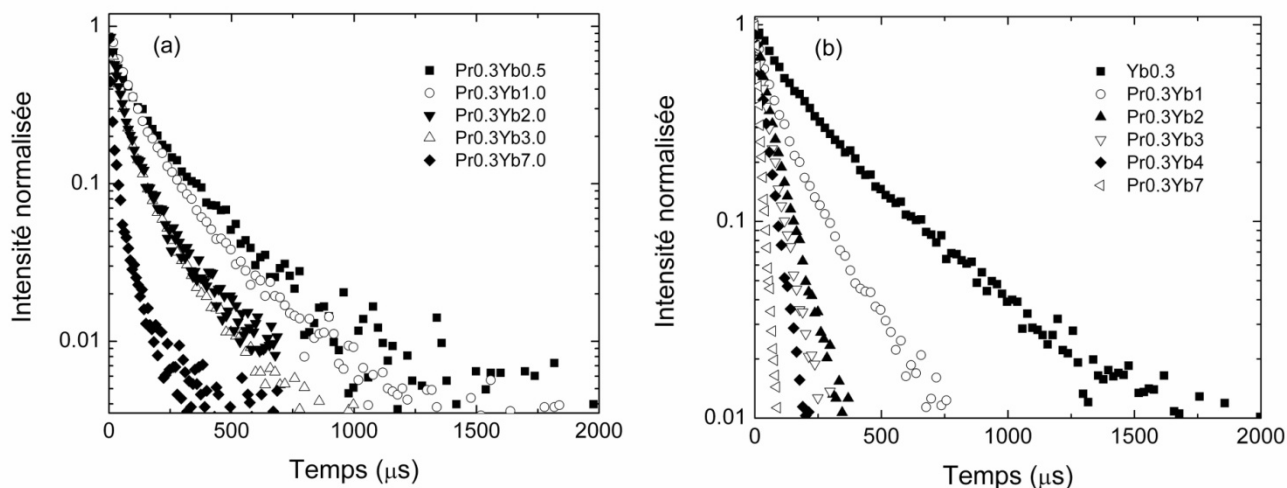 (a)
Intensité normalisée
1
0.1
0.01
Pr0.3Yb0.5
Pr0.3Yb1.0
Pr0.3Yb2.0
Pr0.3Yb3.0
Pr0.3Yb7.0
0 500 1000 1500 2000
Temps (μs)
(b)
Intensité normalisée
1
0.1
0.01
Yb0.3
Pr0.3Yb1
Pr0.3Yb2
Pr0.3Yb3
Pr0.3Yb4
Pr0.3Yb7
0 500 1000 1500 2000
Temps (μs)